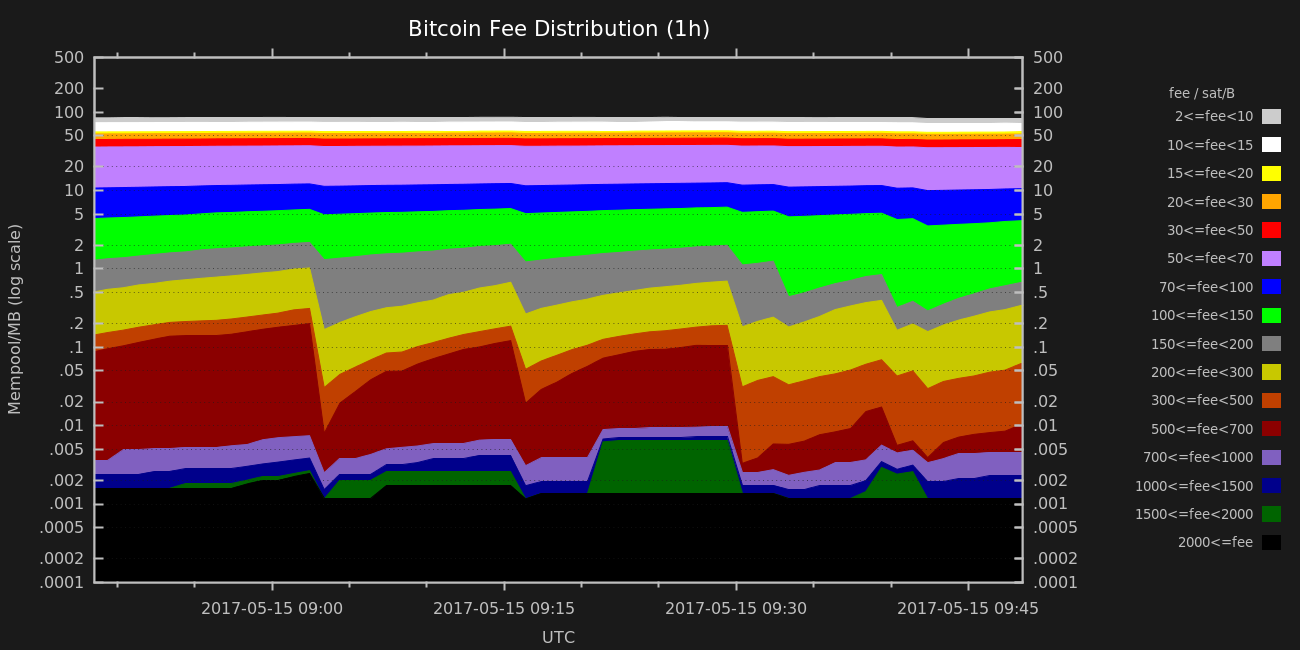 Bitcoin Fee Distribution (1h)
500 500
200 200
100 100
50 50
20 20
10 10
5 5
2 2
1 1
.5 .5
.2 .2
.1 .1
.05 .05
.02 .02
.01 .01
.005 .005
.002 .002
.001 .001
.0005 .0005
.0002 .0002
.0001 .0001
Mempool/MB (log scale)
2017-05-15 09:00 2017-05-15 09:15 2017-05-15 09:30 2017-05-15 09:45
UTC
fee / sat/B
2<=fee<10
10<=fee<15
15<=fee<20
20<=fee<30
30<=fee<50
50<=fee<70
70<=fee<100
100<=fee<150
150<=fee<200
200<=fee<300
300<=fee<500
500<=fee<700
700<=fee<1000
1000<=fee<1500
1500<=fee<2000
2000<=fee